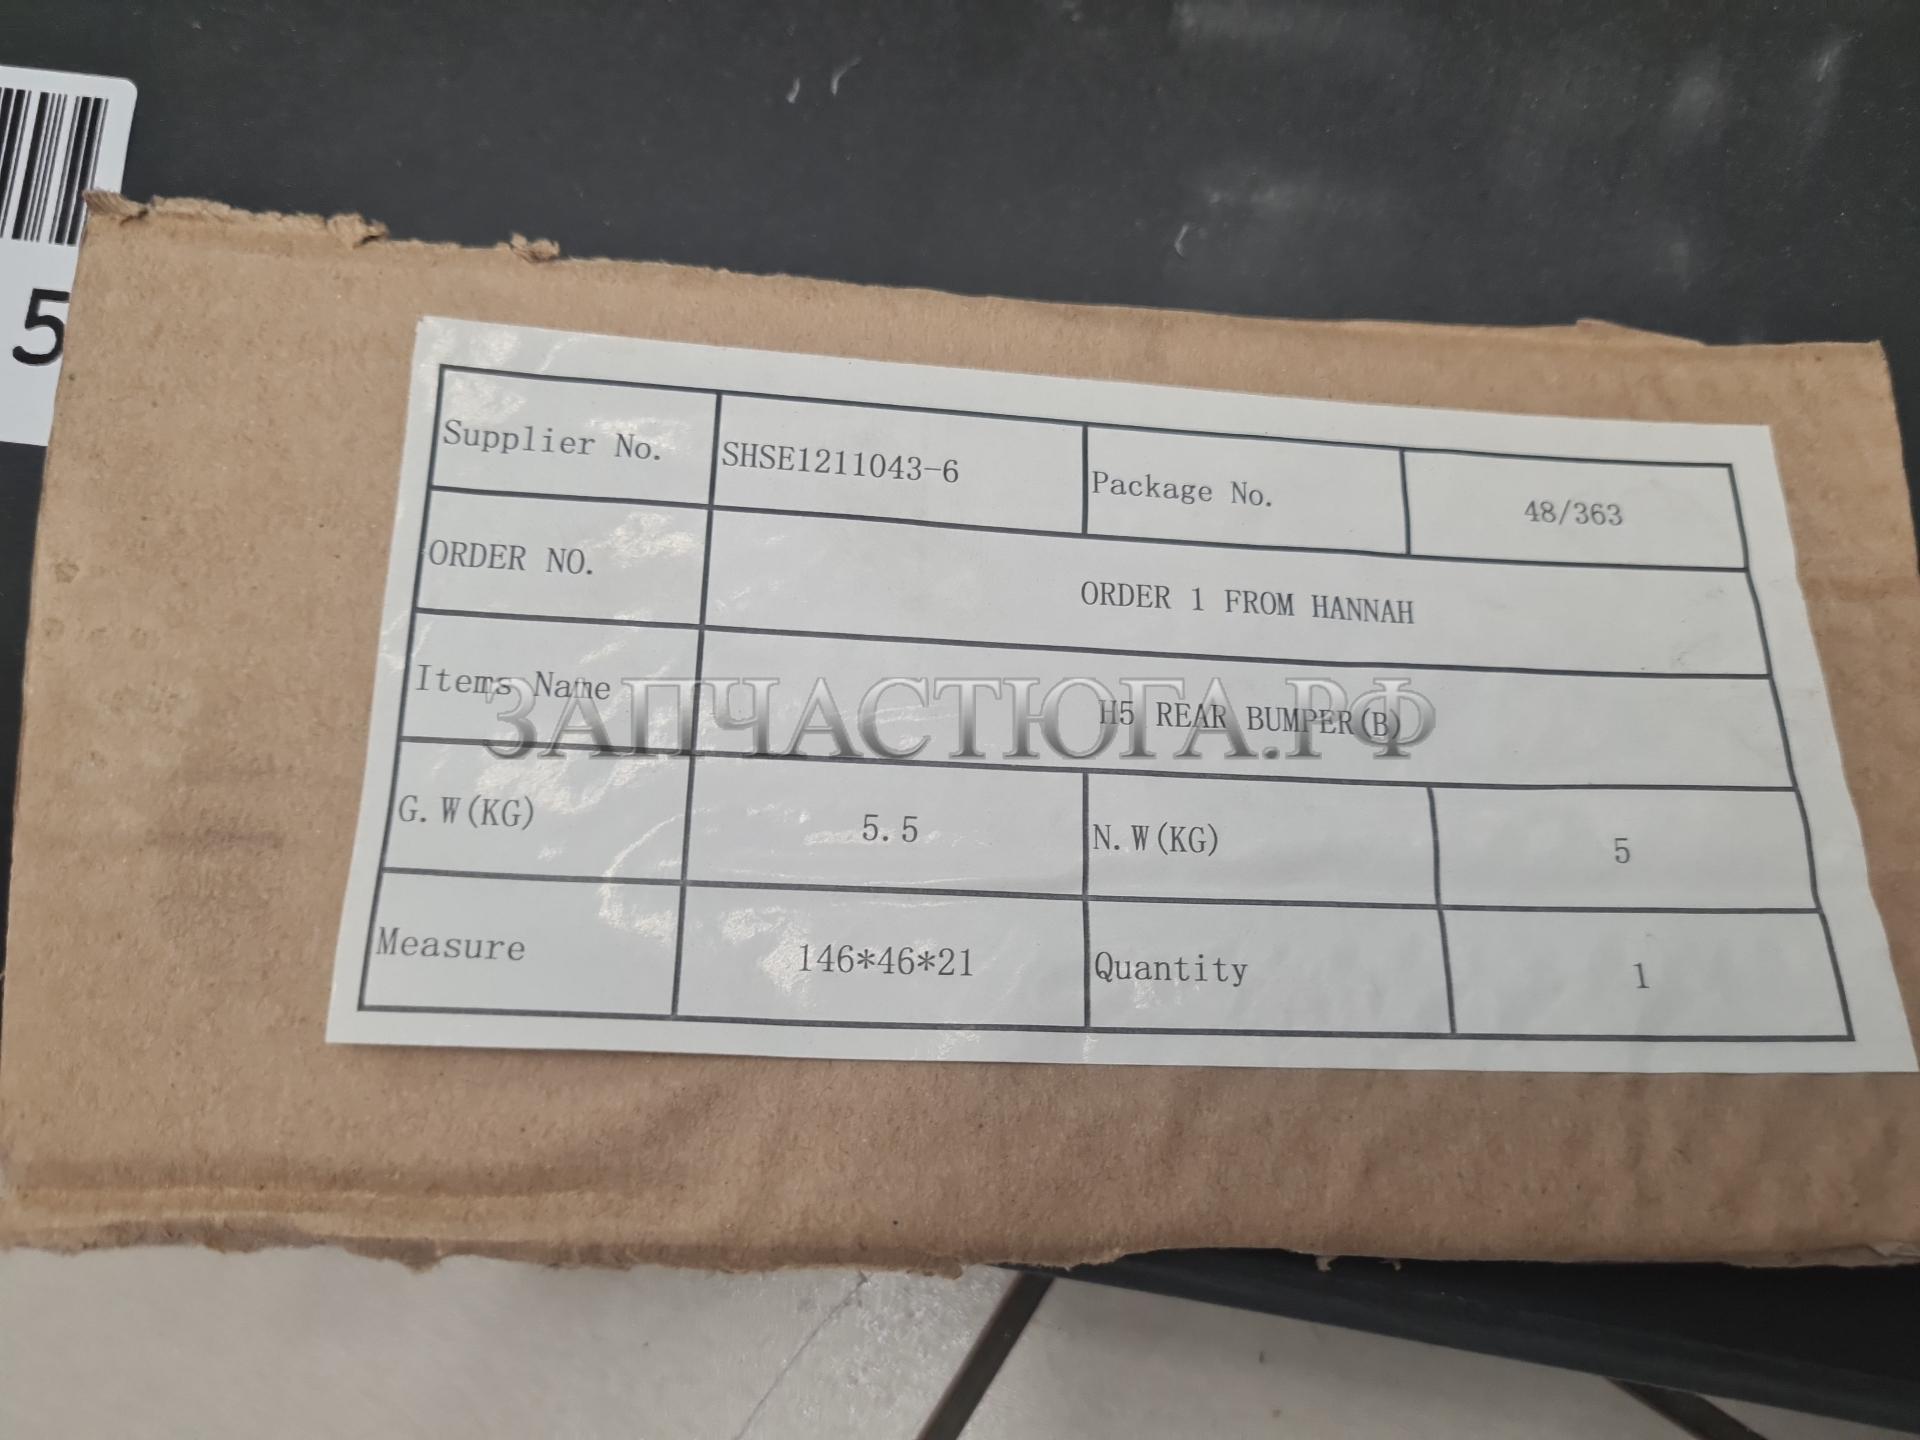 5
Supplier No. SHSE1211043-6 Package No. 48/363
ORDER NO. ORDER 1 FROM HANNAH
Items Name H5 REAR BUMPER(B)
ЗАПЧАСТЮГА.РФ
G.W(KG) 5.5 N.W(KG) 5
Measure 146*46*21 Quantity 1